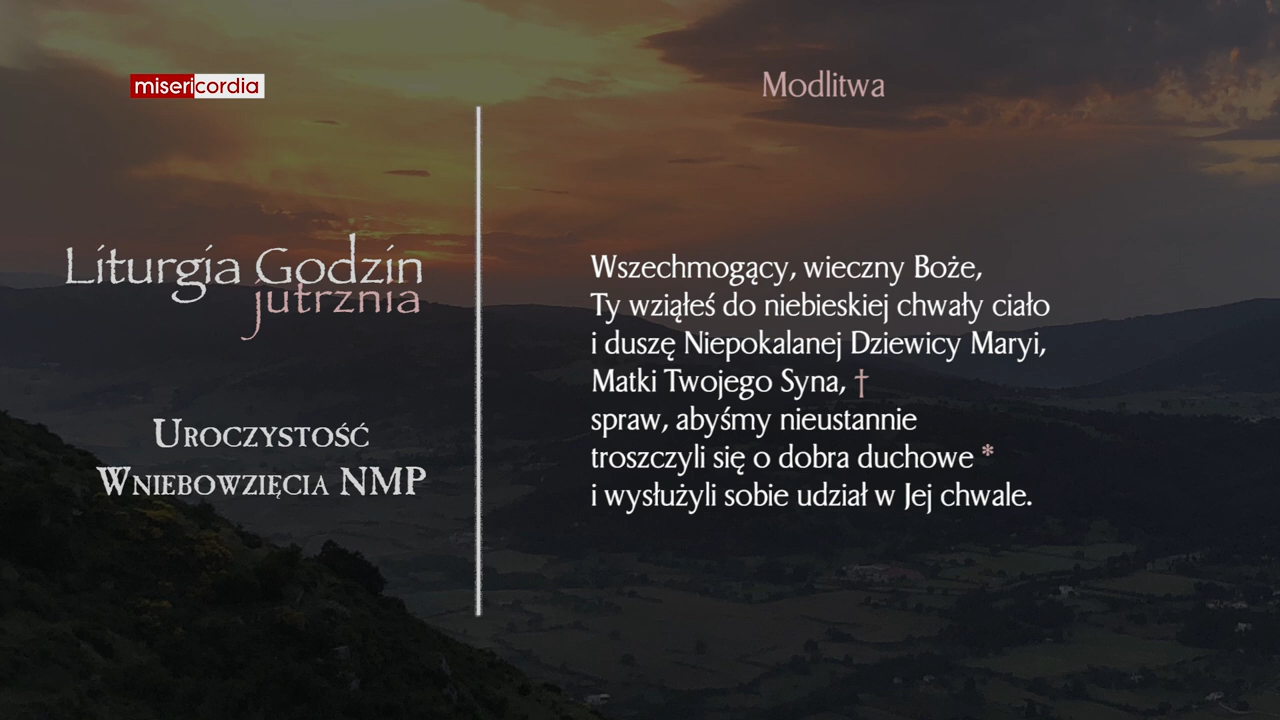 misericordia
Modlitwa
Liturgia Godzin
jutrznia
Uroczystość
Wniebowzięcia NMP
Wszechmogący, wieczny Boże,
Ty wziąłeś do niebieskiej chwały ciało
i duszę Niepokalanej Dziewicy Maryi,
Matki Twojego Syna, †
spraw, abyśmy nieustannie
troszczyli się o dobra duchowe *
i wysłużyli sobie udział w Jej chwale.